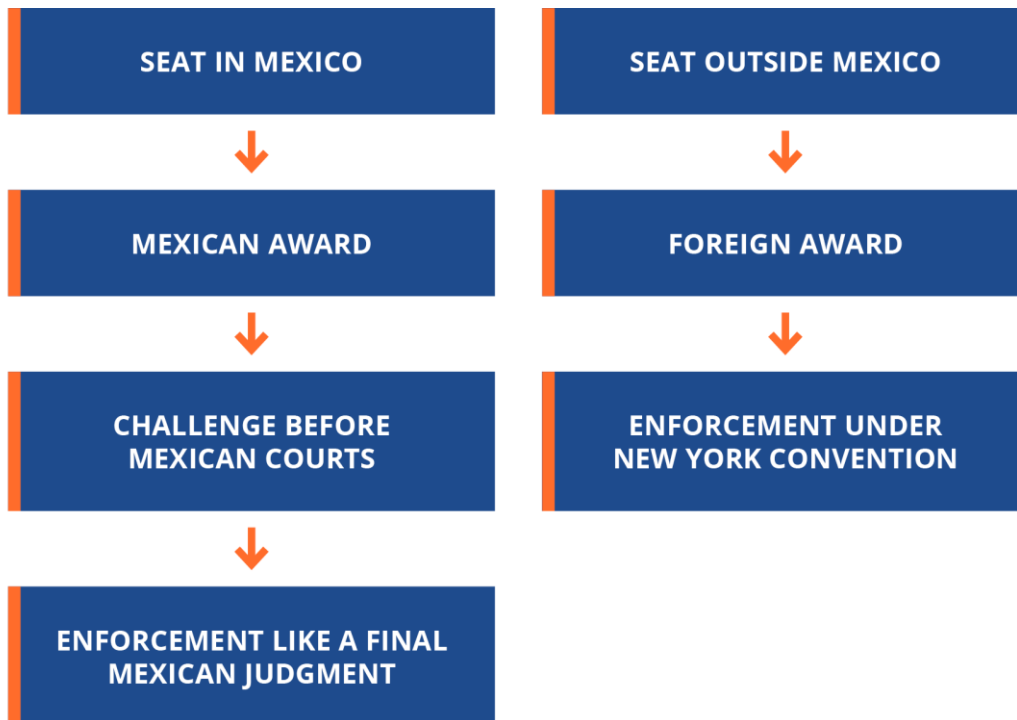 SEAT IN MEXICO
MEXICAN AWARD
CHALLENGE BEFORE
MEXICAN COURTS
ENFORCEMENT LIKE A FINAL
MEXICAN JUDGMENT
SEAT OUTSIDE MEXICO
FOREIGN AWARD
ENFORCEMENT UNDER
NEW YORK CONVENTION